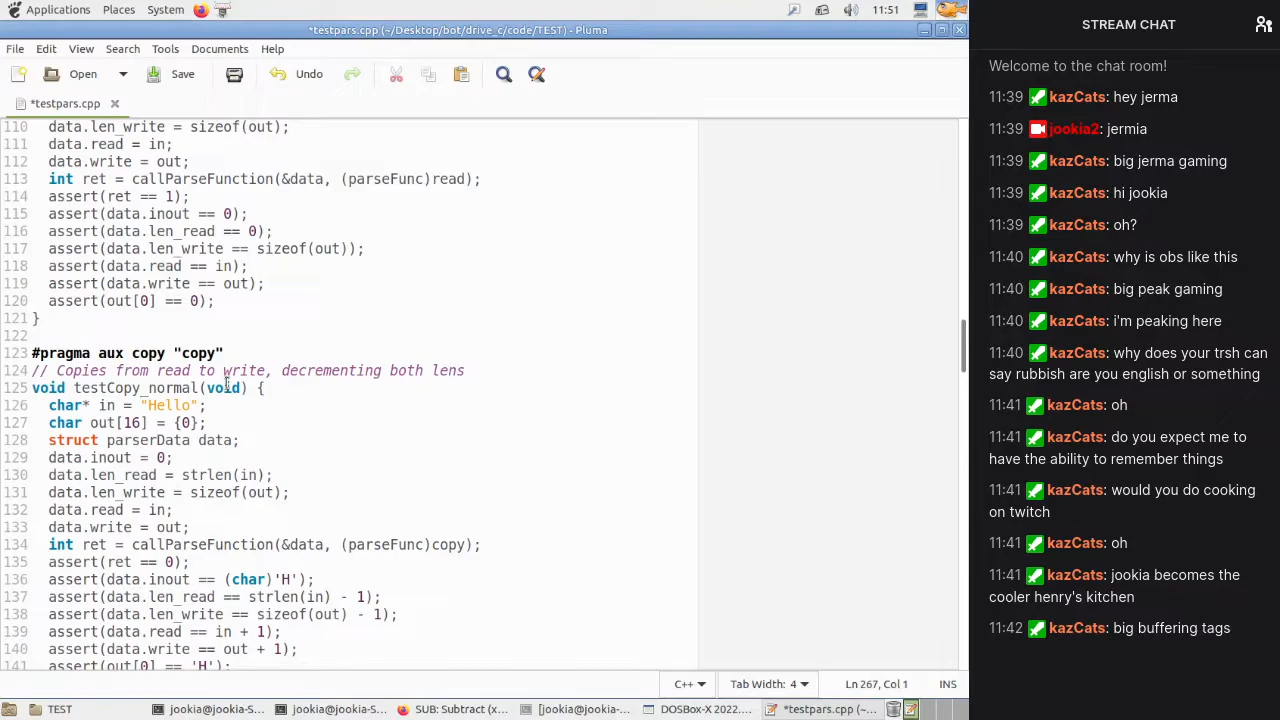 Applications Places System 11:51
*testpars.cpp (~/Desktop/bot/drive_c/code/TEST) - Pluma
File Edit View Search Tools Documents Help
Open Save Undo
*testpars.cpp
110 data.len_write = sizeof(out);
111 data.read = in;
112 data.write = out;
113 int ret = callParseFunction(&data, (parseFunc)read);
114 assert(ret == 1);
115 assert(data.inout == 0);
116 assert(data.len_read == 0);
117 assert(data.len_write == sizeof(out));
118 assert(data.read == in);
119 assert(data.write == out);
120 assert(out[0] == 0);
121 }
122
123 #pragma aux copy "copy"
124 // Copies from read to write, decrementing both lens
125 void testCopy_normal(void) {
126 char* in = "Hello";
127 char out[16] = {0};
128 struct parserData data;
129 data.inout = 0;
130 data.len_read = strlen(in);
131 data.len_write = sizeof(out);
132 data.read = in;
133 data.write = out;
134 int ret = callParseFunction(&data, (parseFunc)copy);
135 assert(ret == 0);
136 assert(data.inout == (char)'H');
137 assert(data.len_read == strlen(in) - 1);
138 assert(data.len_write == sizeof(out) - 1);
139 assert(data.read == in + 1);
140 assert(data.write == out + 1);
141 assert(out[0] == 'H');
C++ Tab Width: 4 Ln 267, Col 1 INS
TEST jookia@jookia-S... jookia@jookia-S... SUB: Subtract (x... [jookia@jookia-... DOSBox-X 2022.... *testpars.cpp (~...
STREAM CHAT
Welcome to the chat room!
11:39 kazCats: hey jerma
11:39 jookia2: jermia
11:39 kazCats: big jerma gaming
11:39 kazCats: hi jookia
11:39 kazCats: oh?
11:40 kazCats: why is obs like this
11:40 kazCats: big peak gaming
11:40 kazCats: i'm peaking here
11:40 kazCats: why does your trsh can
say rubbish are you english or something
11:41 kazCats: oh
11:41 kazCats: do you expect me to
have the ability to remember things
11:41 kazCats: would you do cooking
on twitch
11:41 kazCats: oh
11:41 kazCats: jookia becomes the
cooler henry's kitchen
11:42 kazCats: big buffering tags